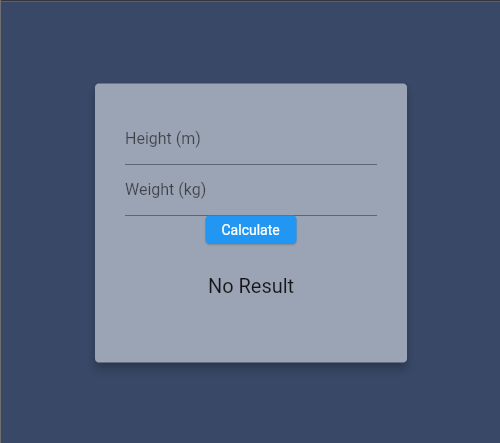 Height (m)
Weight (kg)
Calculate
No Result